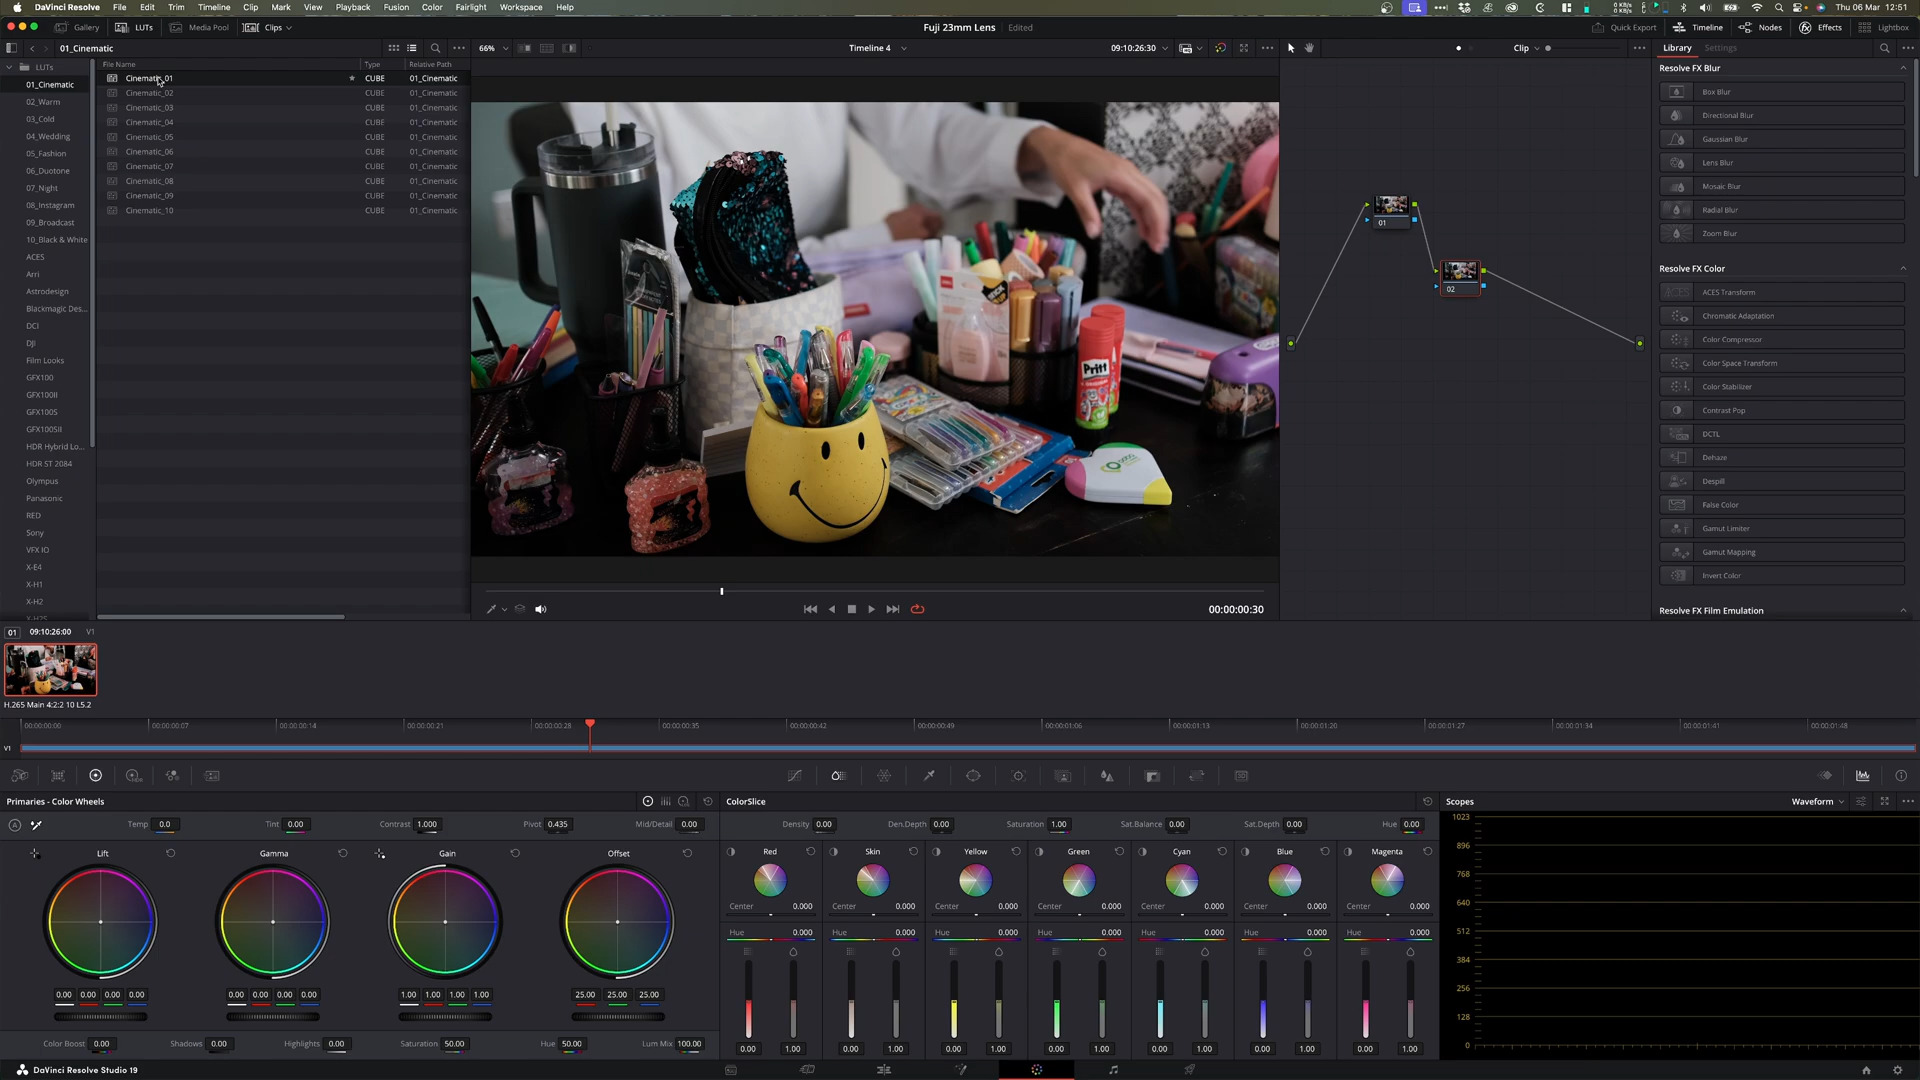 DaVinci Resolve File Edit Trim Timeline Clip Mark View Playback Fusion Color Fairlight Workspace Help Thu 06 Mar 12:51
Gallery LUTs Media Pool Clips Fuji 23mm Lens Edited Quick Export Timeline Nodes Effects Lightbox
01_Cinematic 66% Timeline 4 09:10:26:30 Clip Library Settings
LUTs
01_Cinematic
02_Warm
03_Cold
04_Wedding
05_Fashion
06_Duotone
07_Night
08_Instagram
09_Broadcast
10_Black & White
ACES
Arri
Astrodesign
Blackmagic Des...
DCI
DJI
Film Looks
GFX100
GFX100II
GFX100S
GFX100SII
HDR Hybrid Lo...
HDR ST 2084
Olympus
Panasonic
RED
Sony
VFX IO
X-E4
X-H1
X-H2
X-H2S
File Name Type Relative Path
Cinematic_01 CUBE 01_Cinematic
Cinematic_02 CUBE 01_Cinematic
Cinematic_03 CUBE 01_Cinematic
Cinematic_04 CUBE 01_Cinematic
Cinematic_05 CUBE 01_Cinematic
Cinematic_06 CUBE 01_Cinematic
Cinematic_07 CUBE 01_Cinematic
Cinematic_08 CUBE 01_Cinematic
Cinematic_09 CUBE 01_Cinematic
Cinematic_10 CUBE 01_Cinematic
Pritt
00:00:00:30
01
02
Resolve FX Blur
Box Blur
Directional Blur
Gaussian Blur
Lens Blur
Mosaic Blur
Radial Blur
Zoom Blur
Resolve FX Color
ACES Transform
Chromatic Adaptation
Color Compressor
Color Space Transform
Color Stabilizer
Contrast Pop
DCTL
Dehaze
Despill
False Color
Gamut Limiter
Gamut Mapping
Invert Color
Resolve FX Film Emulation
01 09:10:26:00 V1
H.265 Main 4:2:2 10 L5.2
00:00:00:00 00:00:00:07 00:00:00:14 00:00:00:21 00:00:00:28 00:00:00:35 00:00:00:42 00:00:00:49 00:00:01:06 00:00:01:13 00:00:01:20 00:00:01:27 00:00:01:34 00:00:01:41 00:00:01:48
V1
Primaries - Color Wheels
Temp 0.0 Tint 0.00 Contrast 1.000 Pivot 0.435 Mid/Detail 0.00
Lift Gamma Gain Offset
0.00 0.00 0.00 0.00 0.00 0.00 0.00 0.00 1.00 1.00 1.00 1.00 25.00 25.00 25.00
Color Boost 0.00 Shadows 0.00 Highlights 0.00 Saturation 50.00 Hue 50.00 Lum Mix 100.00
ColorSlice
Density 0.00 Den.Depth 0.00 Saturation 1.00 Sat.Balance 0.00 Sat.Depth 0.00 Hue 0.00
Red Skin Yellow Green Cyan Blue Magenta
Center 0.000 Center 0.000 Center 0.000 Center 0.000 Center 0.000 Center 0.000 Center 0.000
Hue 0.000 Hue 0.000 Hue 0.000 Hue 0.000 Hue 0.000 Hue 0.000 Hue 0.000
0.00 1.00 0.00 1.00 0.00 1.00 0.00 1.00 0.00 1.00 0.00 1.00 0.00 1.00
Scopes Waveform
1023
896
768
640
512
384
256
128
0
DaVinci Resolve Studio 19